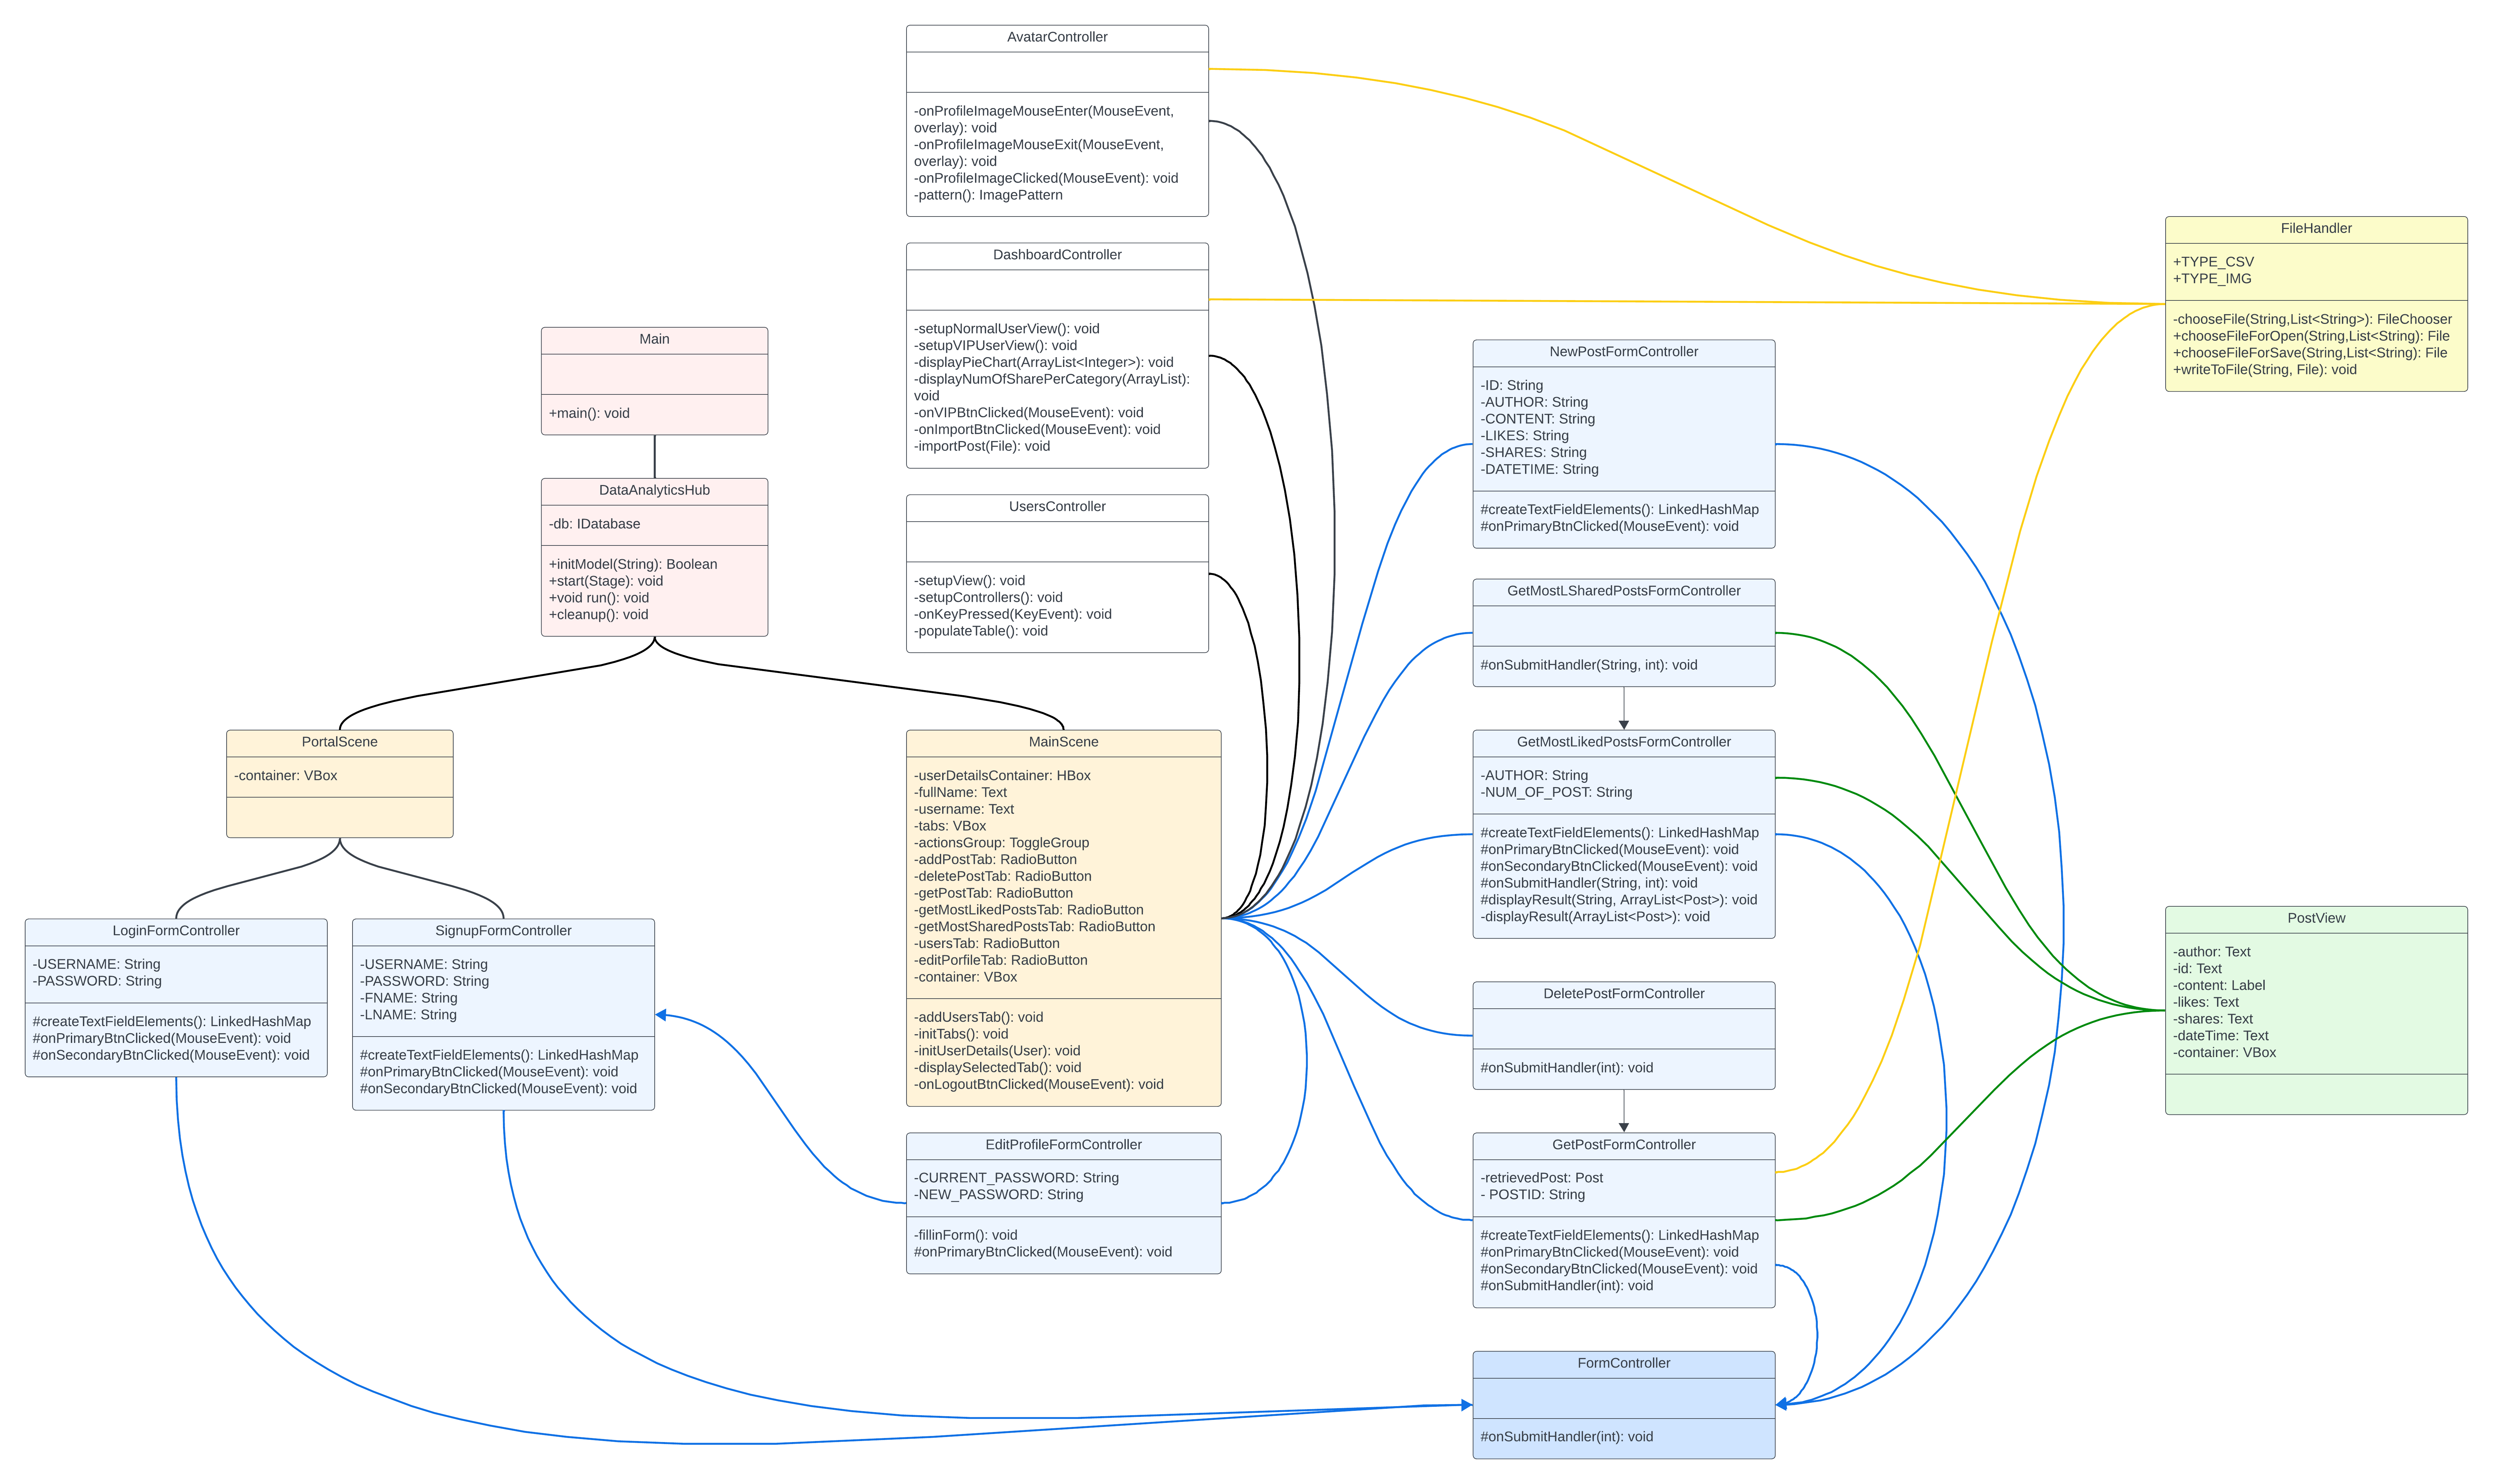 AvatarController
-onProfileImageMouseEnter(MouseEvent,
overlay): void
-onProfileImageMouseExit(MouseEvent,
overlay): void
-onProfileImageClicked(MouseEvent): void
-pattern(): ImagePattern
DashboardController
-setupNormalUserView(): void
-setupVIPUserView(): void
-displayPieChart(ArrayList<Integer>): void
-displayNumOfSharePerCategory(ArrayList):
void
-onVIPBtnClicked(MouseEvent): void
-onImportBtnClicked(MouseEvent): void
-importPost(File): void
FileHandler
+TYPE_CSV
+TYPE_IMG
-chooseFile(String,List<String>): FileChooser
+chooseFileForOpen(String,List<String): File
+chooseFileForSave(String,List<String): File
+writeToFile(String, File): void
Main
+main(): void
DataAnalyticsHub
-db: IDatabase
+initModel(String): Boolean
+start(Stage): void
+void run(): void
+cleanup(): void
UsersController
-setupView(): void
-setupControllers(): void
-onKeyPressed(KeyEvent): void
-populateTable(): void
NewPostFormController
-ID: String
-AUTHOR: String
-CONTENT: String
-LIKES: String
-SHARES: String
-DATETIME: String
#createTextFieldElements(): LinkedHashMap
#onPrimaryBtnClicked(MouseEvent): void
GetMostLSharedPostsFormController
#onSubmitHandler(String, int): void
PortalScene
-container: VBox
MainScene
-userDetailsContainer: HBox
-fullName: Text
-username: Text
-tabs: VBox
-actionsGroup: ToggleGroup
-addPostTab: RadioButton
-deletePostTab: RadioButton
-getPostTab: RadioButton
-getMostLikedPostsTab: RadioButton
-getMostSharedPostsTab: RadioButton
-usersTab: RadioButton
-editPorfileTab: RadioButton
-container: VBox
-addUsersTab(): void
-initTabs(): void
-initUserDetails(User): void
-displaySelectedTab(): void
-onLogoutBtnClicked(MouseEvent): void
GetMostLikedPostsFormController
-AUTHOR: String
-NUM_OF_POST: String
#createTextFieldElements(): LinkedHashMap
#onPrimaryBtnClicked(MouseEvent): void
#onSecondaryBtnClicked(MouseEvent): void
#onSubmitHandler(String, int): void
#displayResult(String, ArrayList<Post>): void
-displayResult(ArrayList<Post>): void
LoginFormController
-USERNAME: String
-PASSWORD: String
#createTextFieldElements(): LinkedHashMap
#onPrimaryBtnClicked(MouseEvent): void
#onSecondaryBtnClicked(MouseEvent): void
SignupFormController
-USERNAME: String
-PASSWORD: String
-FNAME: String
-LNAME: String
#createTextFieldElements(): LinkedHashMap
#onPrimaryBtnClicked(MouseEvent): void
#onSecondaryBtnClicked(MouseEvent): void
PostView
-author: Text
-id: Text
-content: Label
-likes: Text
-shares: Text
-dateTime: Text
-container: VBox
DeletePostFormController
#onSubmitHandler(int): void
EditProfileFormController
-CURRENT_PASSWORD: String
-NEW_PASSWORD: String
-fillinForm(): void
#onPrimaryBtnClicked(MouseEvent): void
GetPostFormController
-retrievedPost: Post
- POSTID: String
#createTextFieldElements(): LinkedHashMap
#onPrimaryBtnClicked(MouseEvent): void
#onSecondaryBtnClicked(MouseEvent): void
#onSubmitHandler(int): void
FormController
#onSubmitHandler(int): void